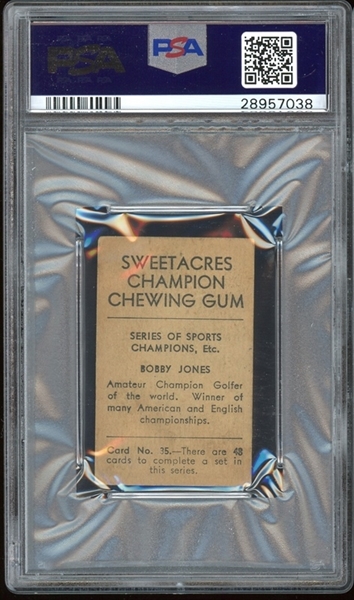 PSA
PSA
28957038
SWEETACRES
CHAMPION
CHEWING GUM
SERIES OF SPORTS
CHAMPIONS, Etc.
BOBBY JONES
Amateur Champion Golfer
of the world. Winner of
many American and English
championships.
Card No. 35.—There are 48
cards to complete a set in
this series.